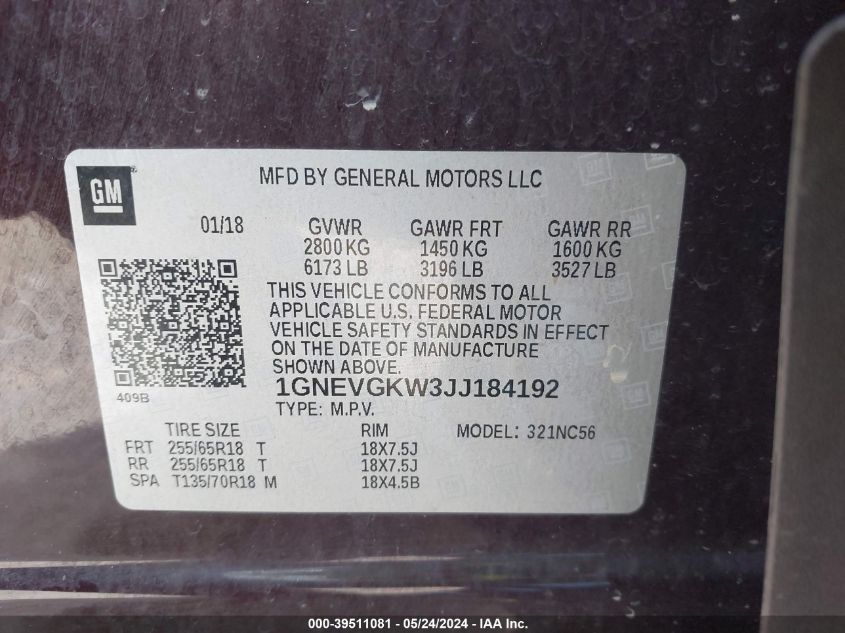 GM
MFD BY GENERAL MOTORS LLC
01/18 GVWR GAWR FRT GAWR RR
2800 KG 1450 KG 1600 KG
6173 LB 3196 LB 3527 LB
THIS VEHICLE CONFORMS TO ALL
APPLICABLE U.S. FEDERAL MOTOR
VEHICLE SAFETY STANDARDS IN EFFECT
ON THE DATE OF MANUFACTURE
SHOWN ABOVE.
409B 1GNEVGKW3JJ184192
TYPE: M.P.V.
TIRE SIZE RIM MODEL: 321NC56
FRT 255/65R18 T 18X7.5J
RR 255/65R18 T 18X7.5J
SPA T135/70R18 M 18X4.5B
000-39511081 - 05/24/2024 - IAA Inc.